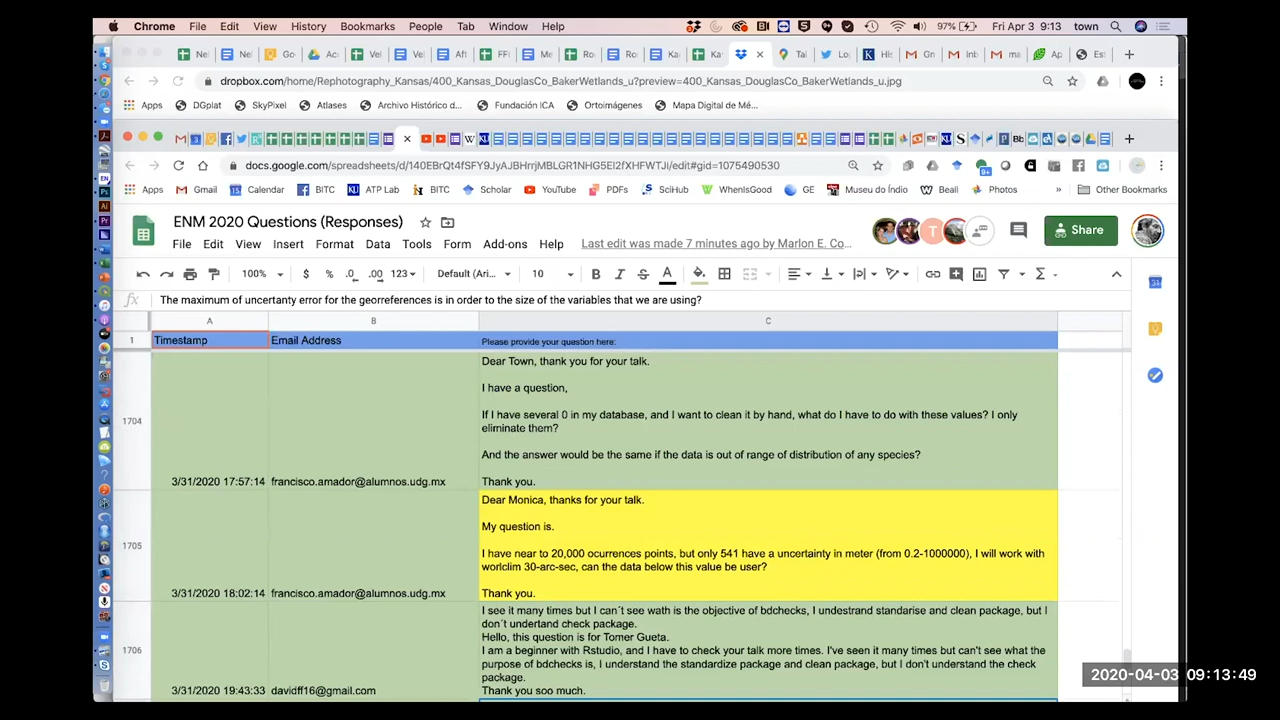 Chrome File Edit View History Bookmarks People Tab Window Help 97% Fri Apr 3 9:13 town
dropbox.com/home/Rephotography_Kansas/400_Kansas_DouglasCo_BakerWetlands_u?preview=400_Kansas_DouglasCo_BakerWetlands_u.jpg
Apps DGplat SkyPixel Atlases Archivo Histórico d... Fundación ICA Ortoimágenes Mapa Digital de Mé...
docs.google.com/spreadsheets/d/140EBrQt4fSFY9JyAJBHrrjMBLGR1NHG5El2fXHFWTJI/edit#gid=1075490530
Apps Gmail Calendar BITC ATP Lab BITC Scholar YouTube PDFs SciHub WhenIsGood GE Museu do Índio Beall Photos » Other Bookmarks
ENM 2020 Questions (Responses)
File Edit View Insert Format Data Tools Form Add-ons Help Last edit was made 7 minutes ago by Marlon E. Co...
Share
100% $ % .0 .00 123 Default (Ari... 10 B I S A
fx The maximum of uncertanty error for the georreferences is in order to the size of the variables that we are using?
A B C
1 Timestamp Email Address Please provide your question here:
Dear Town, thank you for your talk.
I have a question,
If I have several 0 in my database, and I want to clean it by hand, what do I have to do with these values? I only
eliminate them?
And the answer would be the same if the data is out of range of distribution of any species?
Thank you.
1704 3/31/2020 17:57:14 francisco.amador@alumnos.udg.mx
Dear Monica, thanks for your talk.
My question is.
I have near to 20,000 ocurrences points, but only 541 have a uncertainty in meter (from 0.2-1000000), I will work with
worlclim 30-arc-sec, can the data below this value be user?
Thank you.
1705 3/31/2020 18:02:14 francisco.amador@alumnos.udg.mx
I see it many times but I can´t see wath is the objective of bdchecks, I undestrand standarise and clean package, but I
don´t undertand check package.
Hello, this question is for Tomer Gueta.
I am a beginner with Rstudio, and I have to check your talk more times. I've seen it many times but can't see what the
purpose of bdchecks is, I understand the standardize package and clean package, but I don't understand the check
package.
Thank you soo much.
1706 3/31/2020 19:43:33 davidff16@gmail.com
2020-04-03 09:13:49